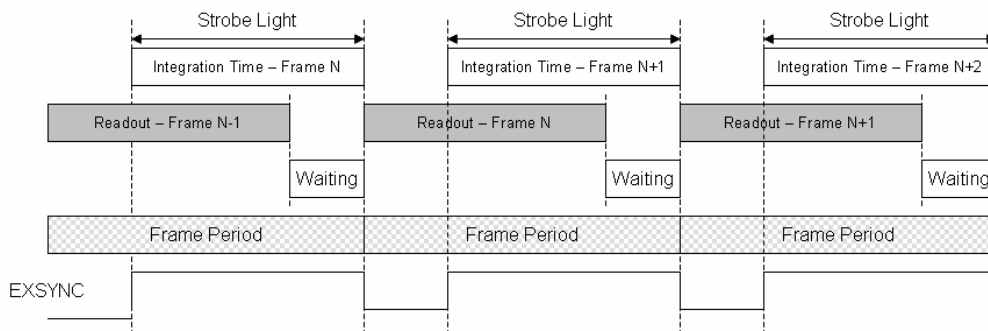 Strobe Light Strobe Light Strobe Light
Integration Time – Frame N Integration Time – Frame N+1 Integration Time – Frame N+2
Readout – Frame N-1 Readout – Frame N Readout – Frame N+1
Waiting Waiting Waiting
Frame Period Frame Period Frame Period
EXSYNC